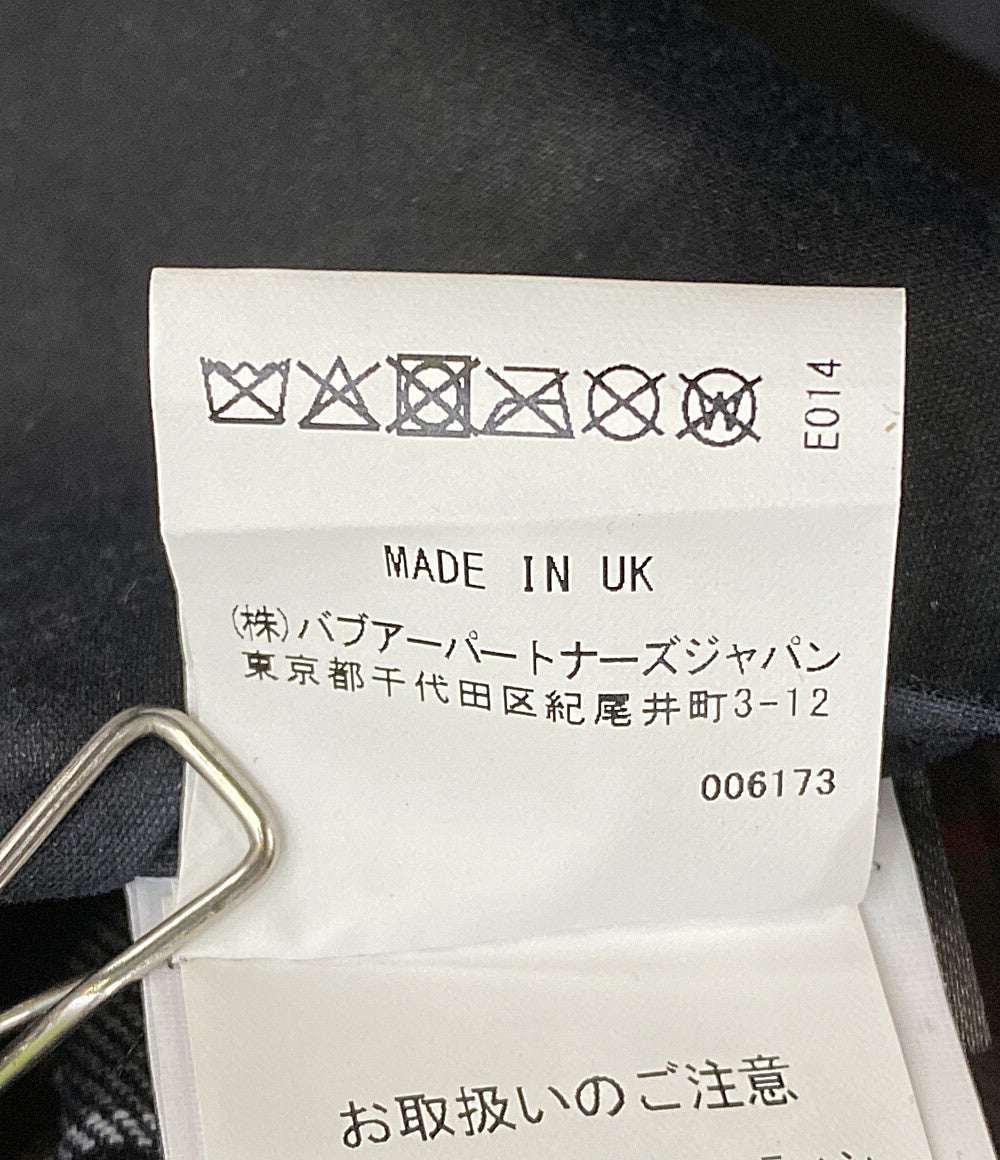 W
E014
MADE IN UK
(株)バブアーパートナーズジャパン
東京都千代田区紀尾井町3-12
006173
お取扱いのご注意